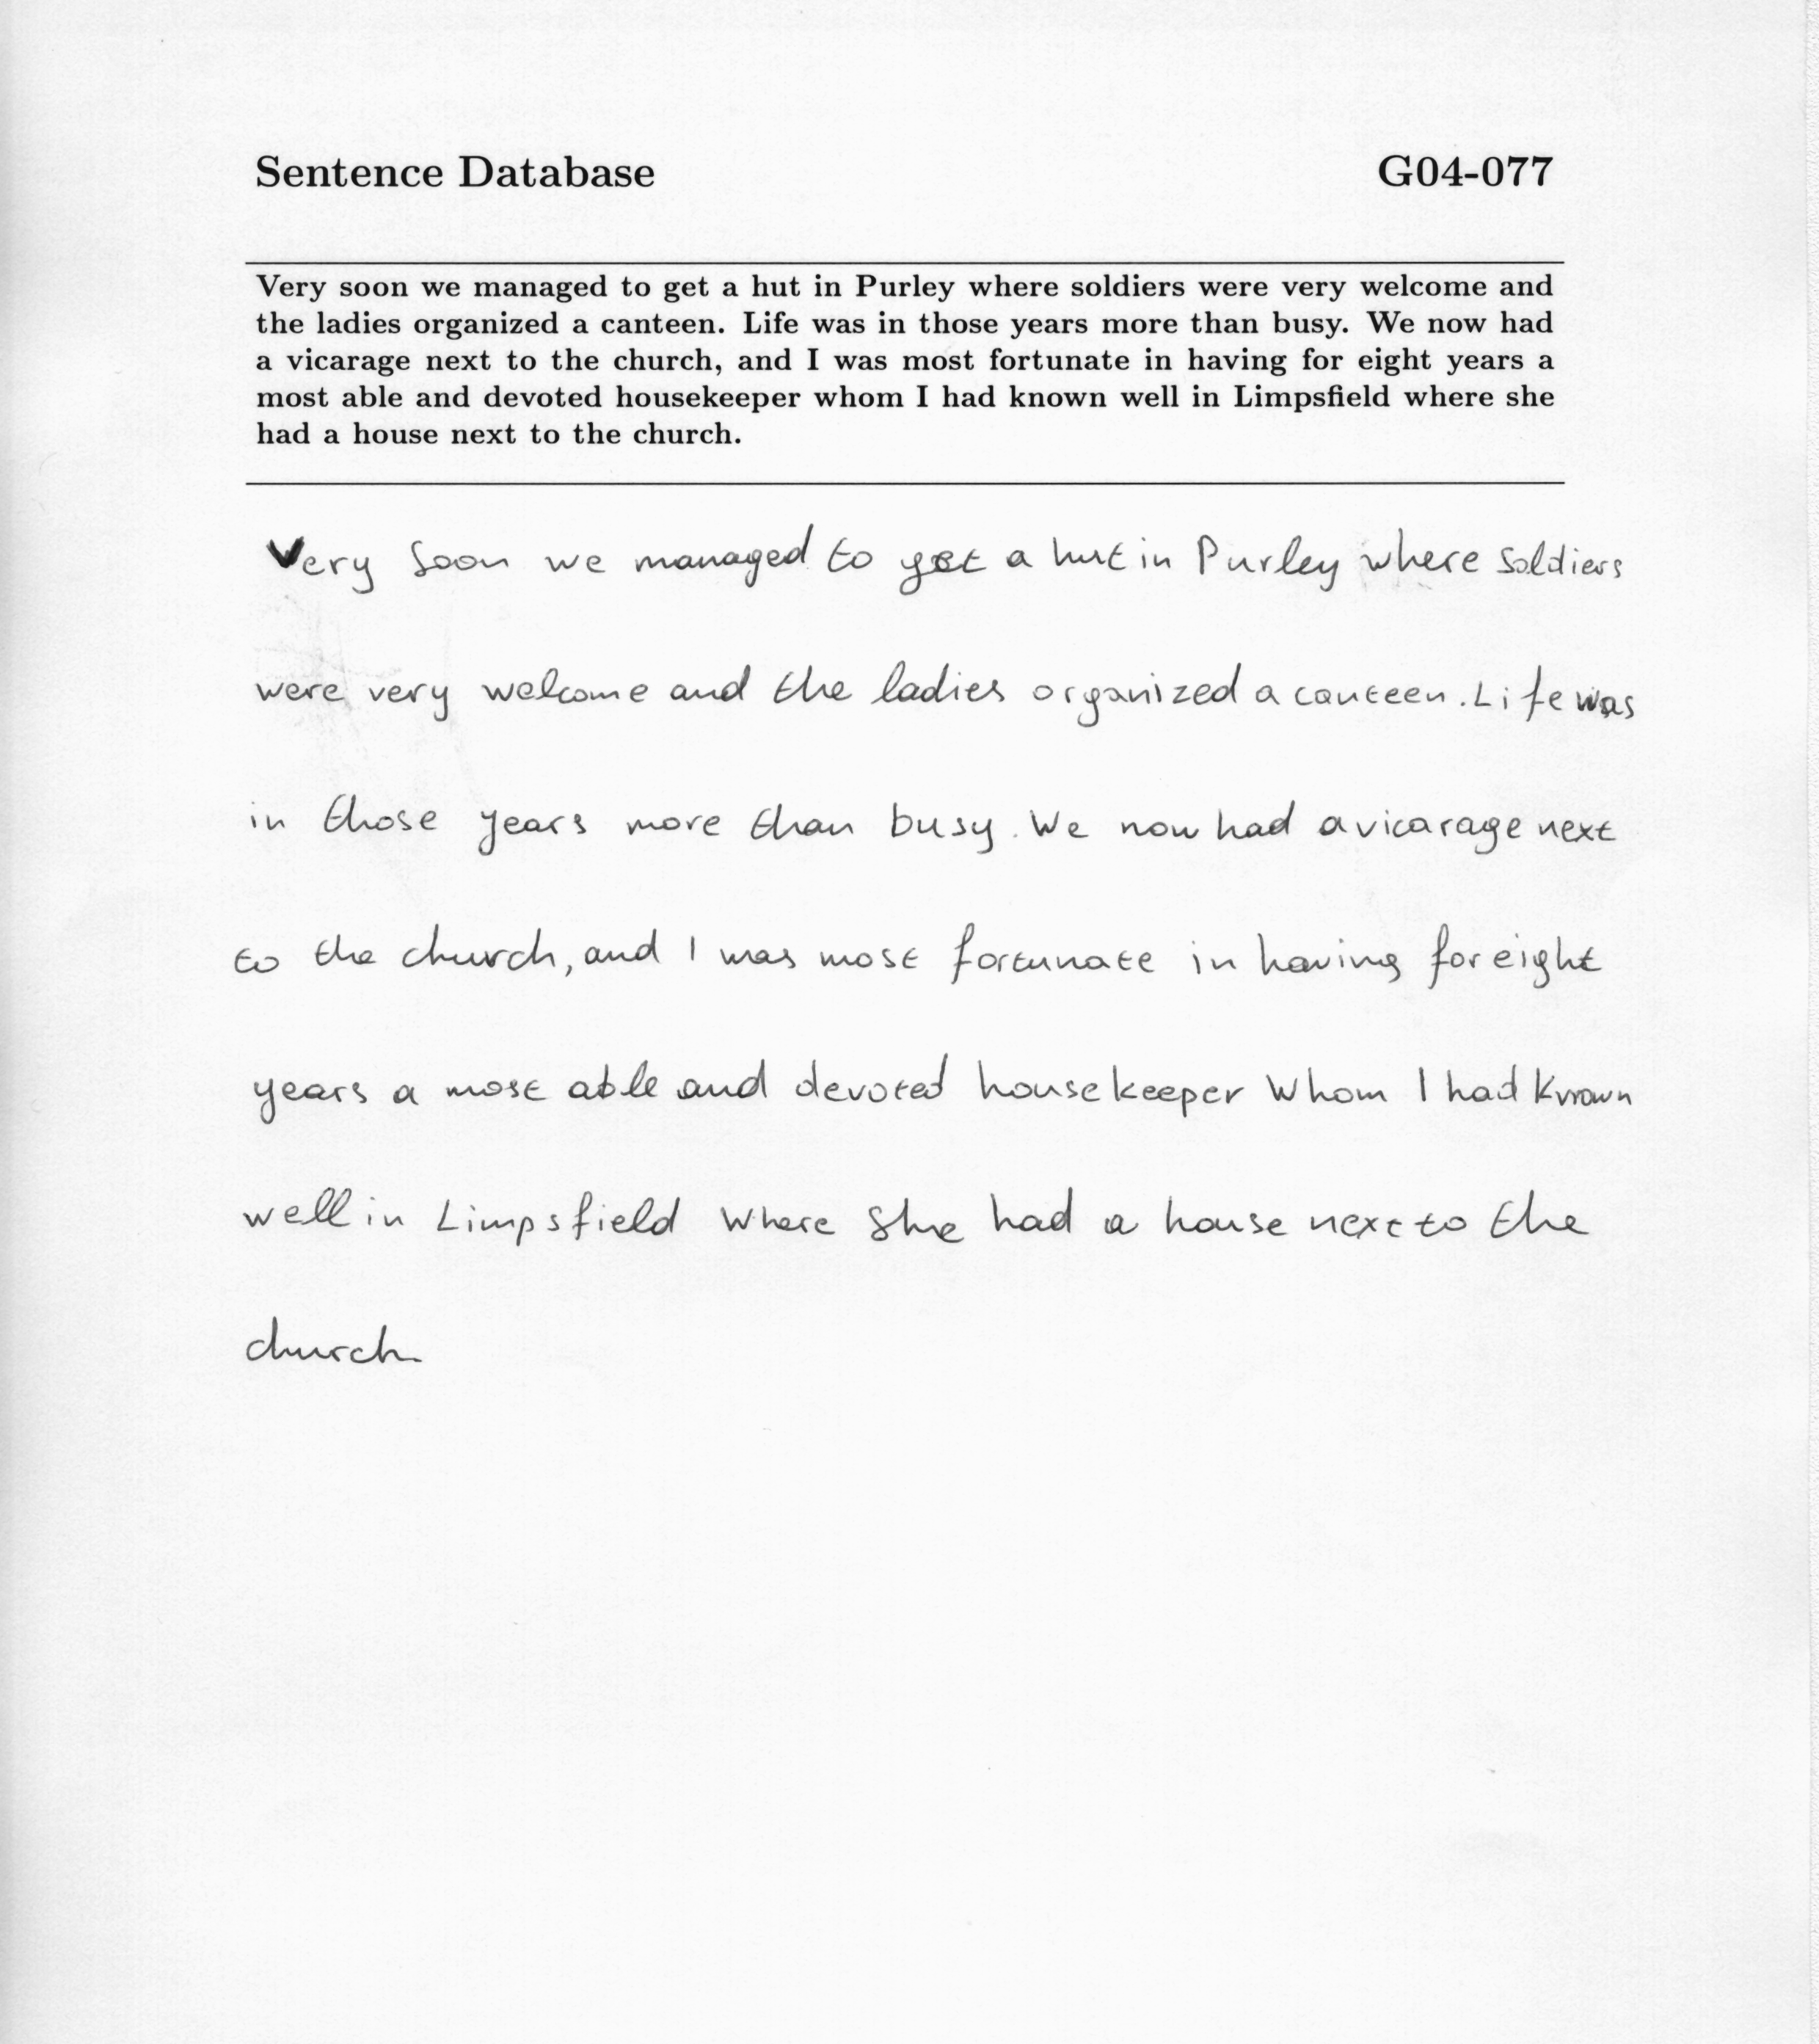 Sentence Database G04-077
Very soon we managed to get a hut in Purley where soldiers were very welcome and
the ladies organized a canteen. Life was in those years more than busy. We now had
a vicarage next to the church, and I was most fortunate in having for eight years a
most able and devoted housekeeper whom I had known well in Limpsfield where she
had a house next to the church.
Very soon we managed to get a hut in Purley where soldiers
were very welcome and the ladies organized a canteen. Life was
in those years more than busy. We now had a vicarage next
to the church, and I was most fortunate in having for eight
years a most able and devoted housekeeper whom I had known
well in Limpsfield where she had a house next to the
church.